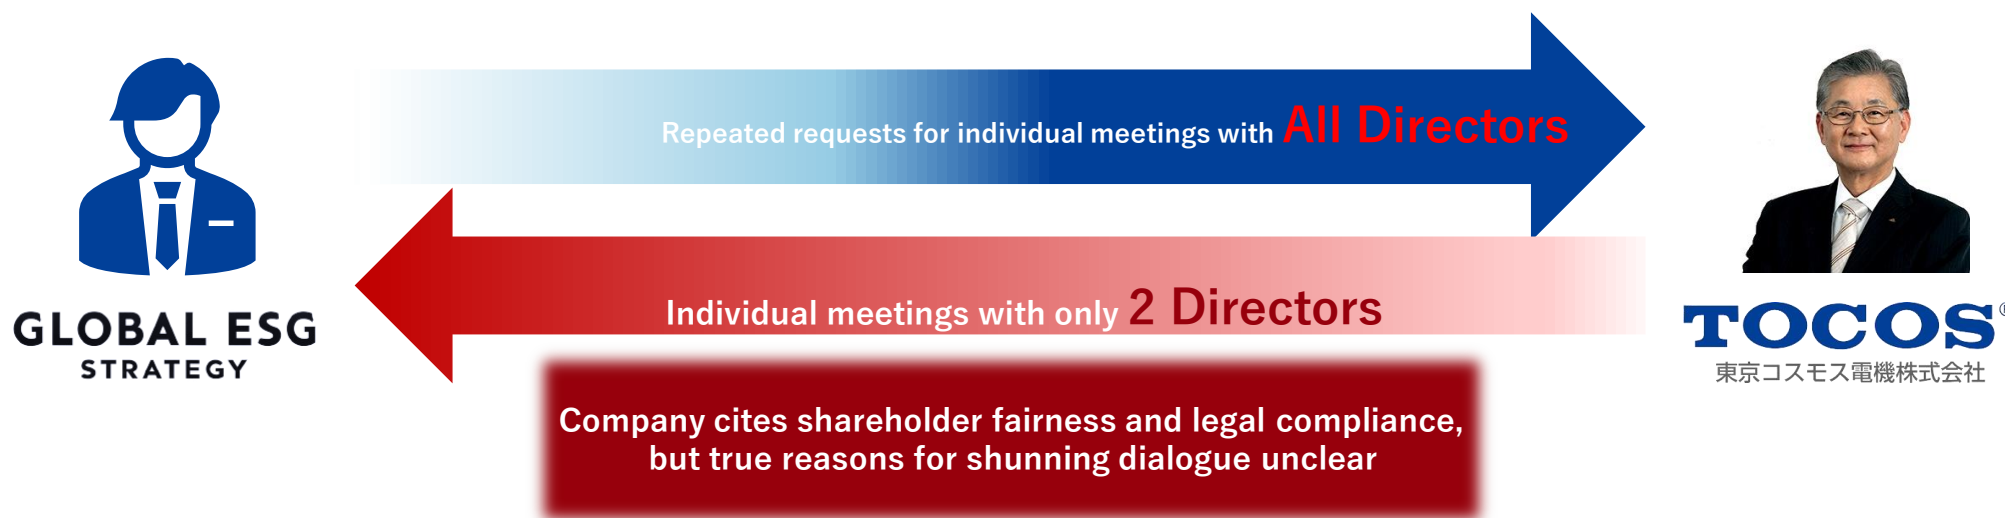 Repeated requests for individual meetings with All Directors
Individual meetings with only 2 Directors
GLOBAL ESG
STRATEGY
TOCOS®
東京コスモス電機株式会社
Company cites shareholder fairness and legal compliance,
but true reasons for shunning dialogue unclear